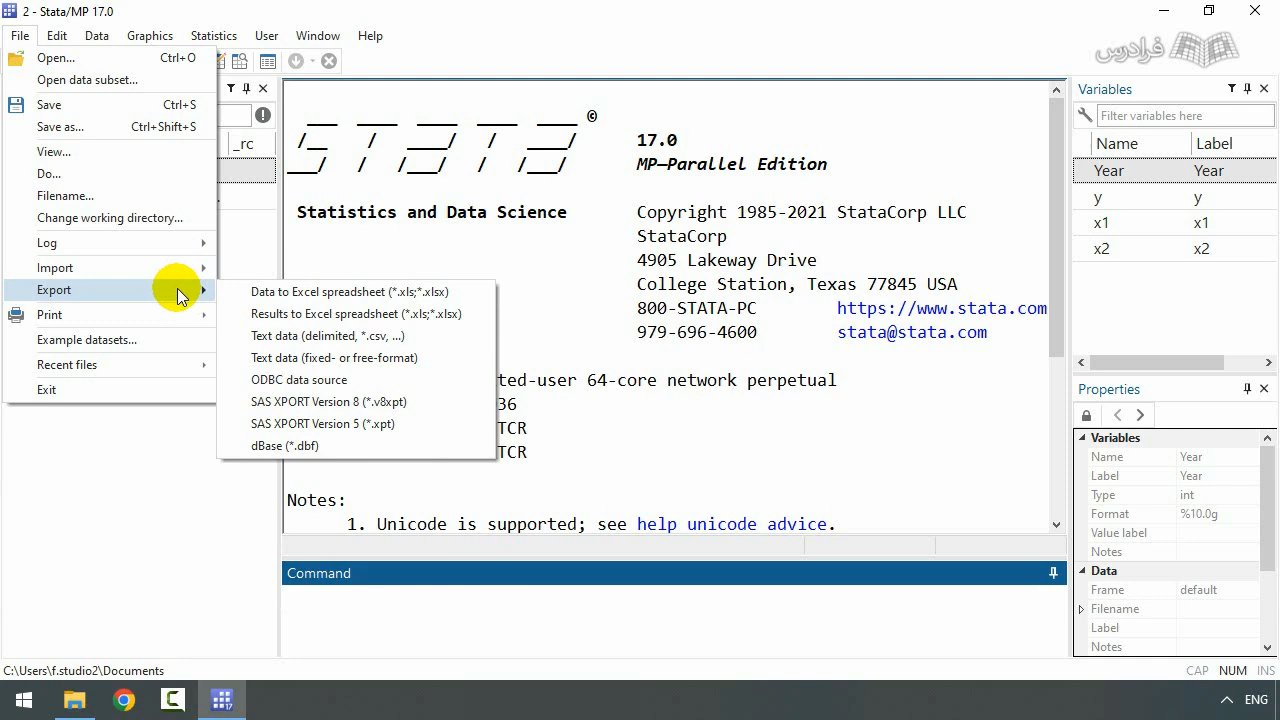 2 - Stata/MP 17.0
File Edit Data Graphics Statistics User Window Help
فرادرس
Open... Ctrl+O
Open data subset...
Save Ctrl+S
Save as... Ctrl+Shift+S
View...
Do...
Filename...
Change working directory...
Log
Import
Export
Print
Example datasets...
Recent files
Exit
Data to Excel spreadsheet (*.xls;*.xlsx)
Results to Excel spreadsheet (*.xls;*.xlsx)
Text data (delimited, *.csv, ...)
Text data (fixed- or free-format)
ODBC data source
SAS XPORT Version 8 (*.v8xpt)
SAS XPORT Version 5 (*.xpt)
dBase (*.dbf)
_rc
STATA ©
17.0
MP—Parallel Edition
Statistics and Data Science
Copyright 1985-2021 StataCorp LLC
StataCorp
4905 Lakeway Drive
College Station, Texas 77845 USA
800-STATA-PC https://www.stata.com
979-696-4600 stata@stata.com
ted-user 64-core network perpetual
36
TCR
TCR
Notes:
1. Unicode is supported; see help unicode_advice.
Command
Variables
Filter variables here
Name Label
Year Year
y y
x1 x1
x2 x2
Properties
Variables
Name Year
Label Year
Type int
Format %10.0g
Value label
Notes
Data
Frame default
Filename
Label
Notes
C:\Users\f.studio2\Documents
CAP NUM INS
17
ENG